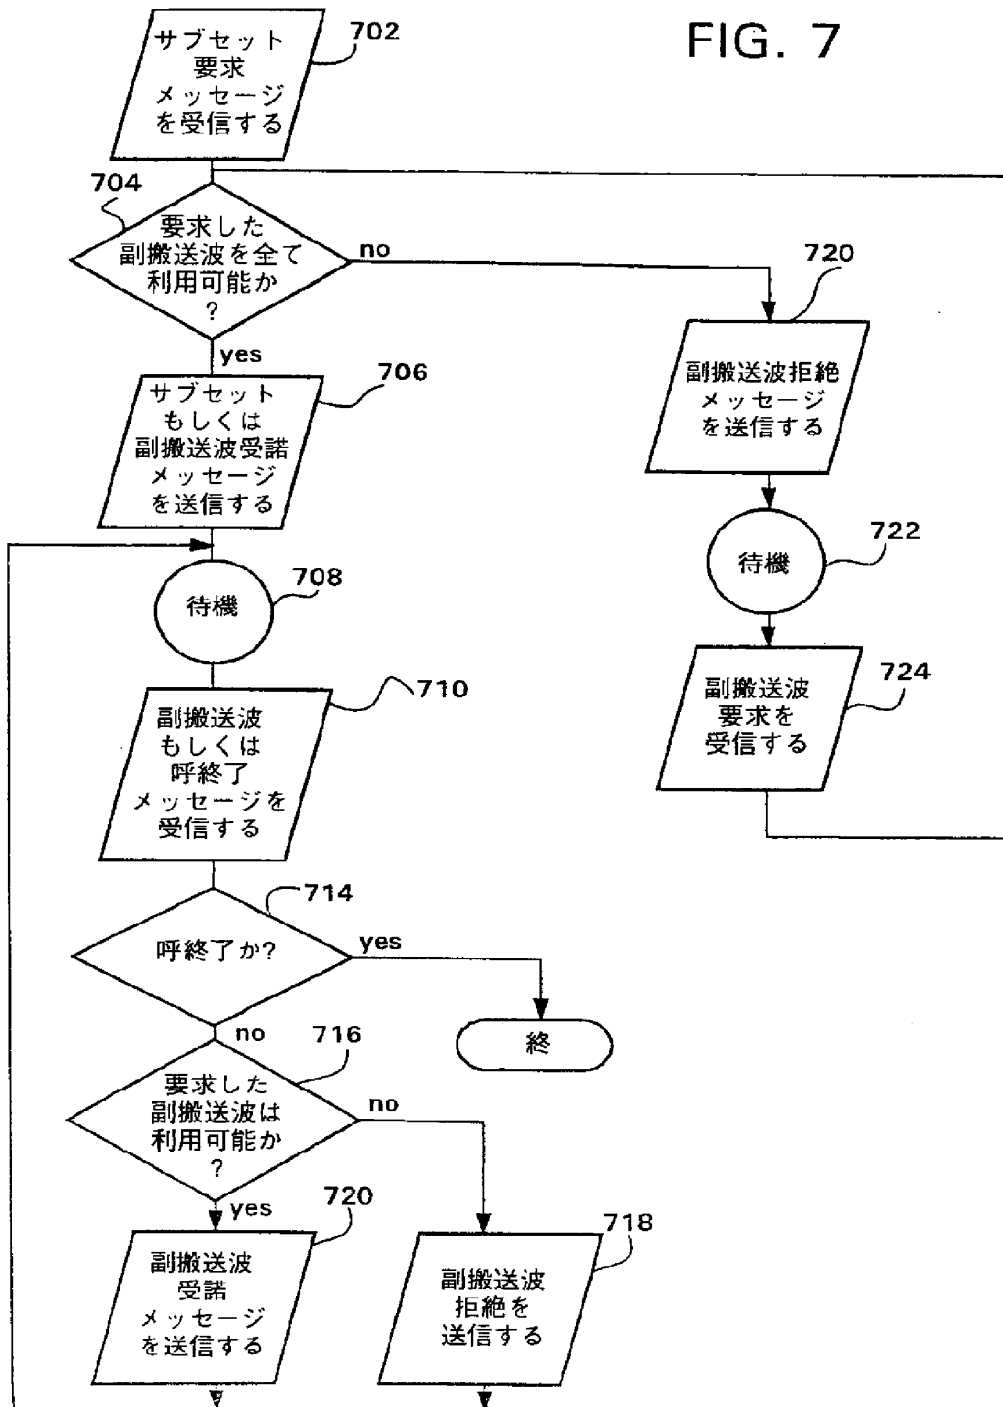 FIG. 7
702
サブセット
要求
メッセージ
を受信する
704
要求した
副搬送波を全て
利用可能か
?
no
yes
720
副搬送波拒絶
メッセージ
を送信する
706
サブセット
もしくは
副搬送波受諾
メッセージ
を送信する
722
待機
708
待機
724
副搬送波
要求を
受信する
710
副搬送波
もしくは
呼終了
メッセージを
受信する
714
呼終了か?
yes
no
終
716
要求した
副搬送波は
利用可能か
?
no
yes
720
副搬送波
受諾
メッセージ
を送信する
718
副搬送波
拒絶を
送信する